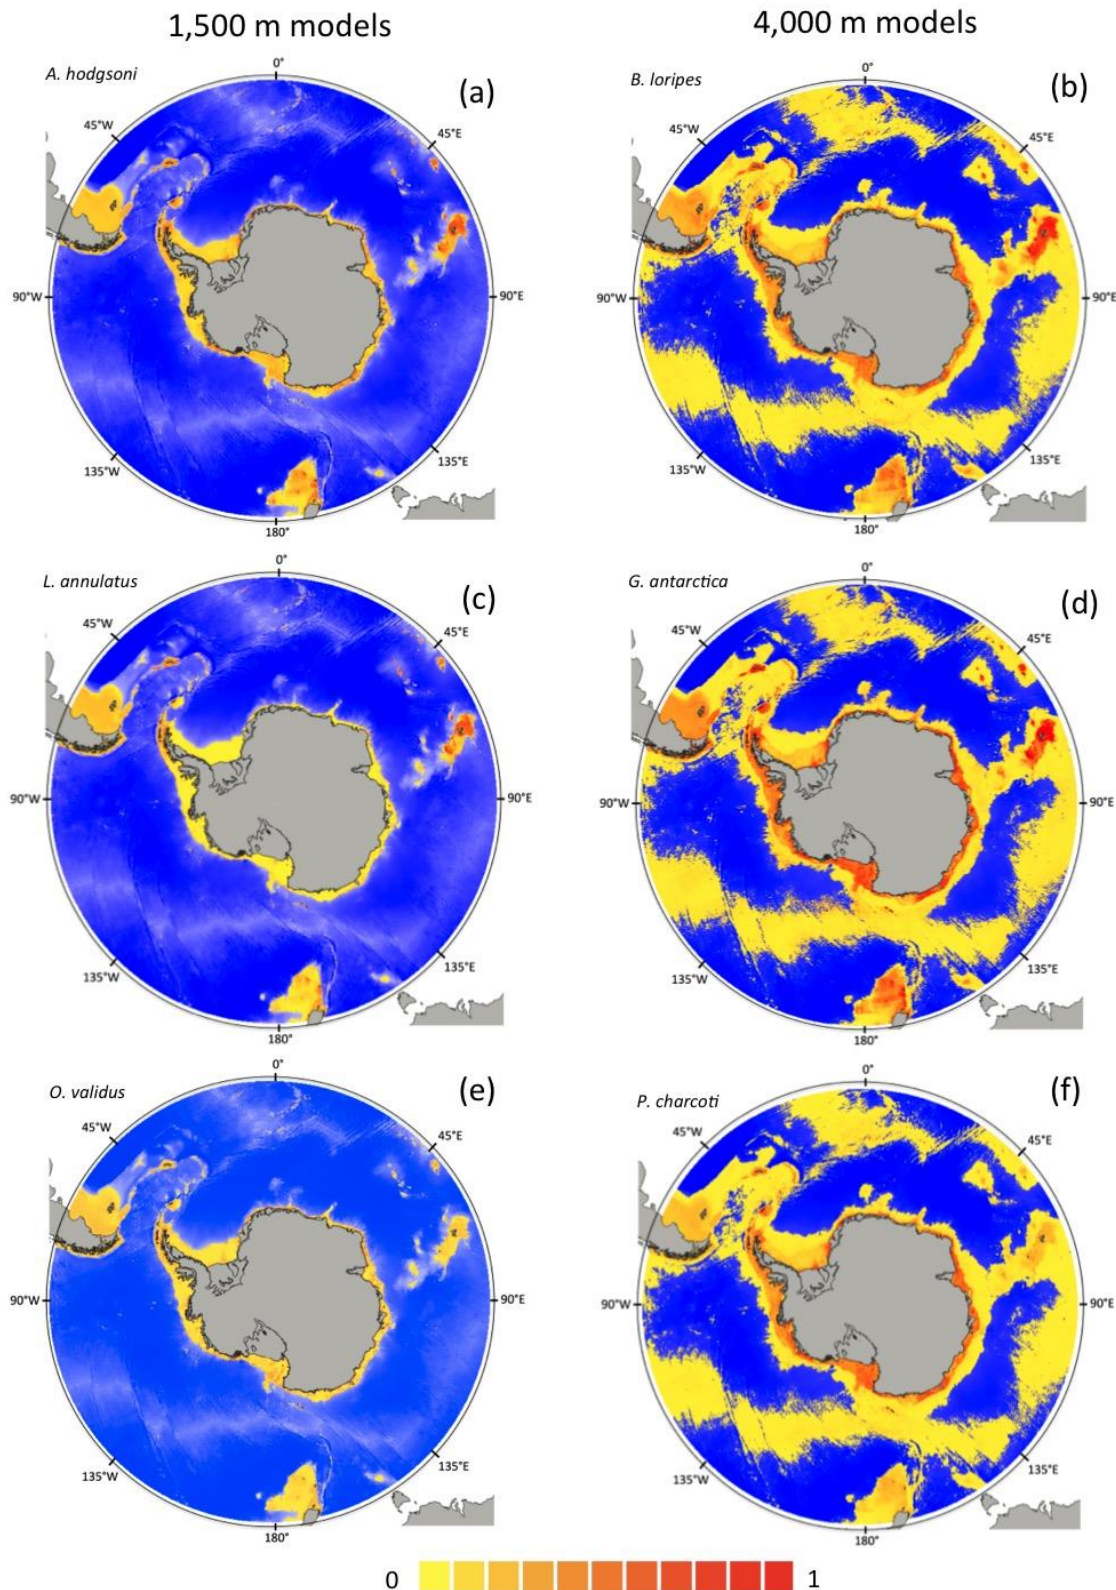 1,500 m models
4,000 m models
A. hodgsoni
(a)
0°
45°W
45°E
90°W
90°E
135°W
135°E
180°
B. loripes
(b)
0°
45°W
45°E
90°W
90°E
135°W
135°E
180°
L. annulatus
(c)
0°
45°W
45°E
90°W
90°E
135°W
135°E
180°
G. antarctica
(d)
0°
45°W
45°E
90°W
90°E
135°W
135°E
180°
O. validus
(e)
0°
45°W
45°E
90°W
90°E
135°W
135°E
180°
P. charcoti
(f)
0°
45°W
45°E
90°W
90°E
135°W
135°E
180°
0 1